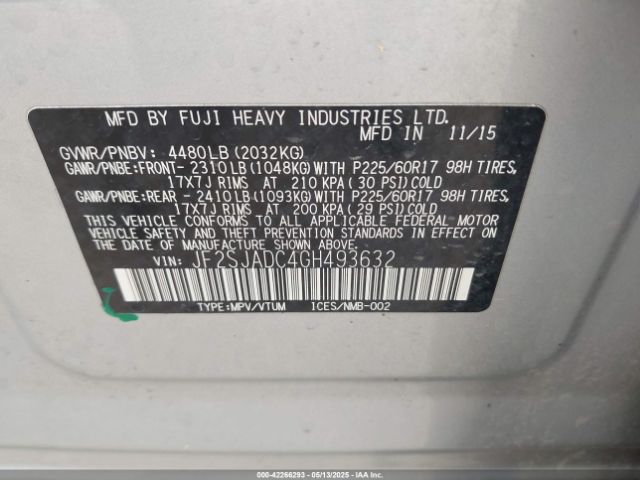 MFD BY FUJI HEAVY INDUSTRIES LTD.
MFD IN 11/15
GVWR/PNBV: 4480LB (2032KG)
GAWR/PNBE:FRONT- 2310LB (1048KG) WITH P225/60R17 98H TIRES,
17X7J RIMS AT 210 KPA (30 PSI) COLD
GAWR/PNBE:REAR - 2410LB (1093KG) WITH P225/60R17 98H TIRES,
17X7J RIMS AT 200 KPA (29 PSI) COLD
THIS VEHICLE CONFORMS TO ALL APPLICABLE FEDERAL-MOTOR
VEHICLE SAFETY AND THEFT PREVENTION STANDARDS IN EFFECT
ON THE DATE OF MANUFACTURE SHOWN ABOVE.
VIN: JF2SJADC4GH493632
TYPE:MPV/VTUM ICES/NMB-002
000-42266293 - 05/13/2025 - IAAI.COM